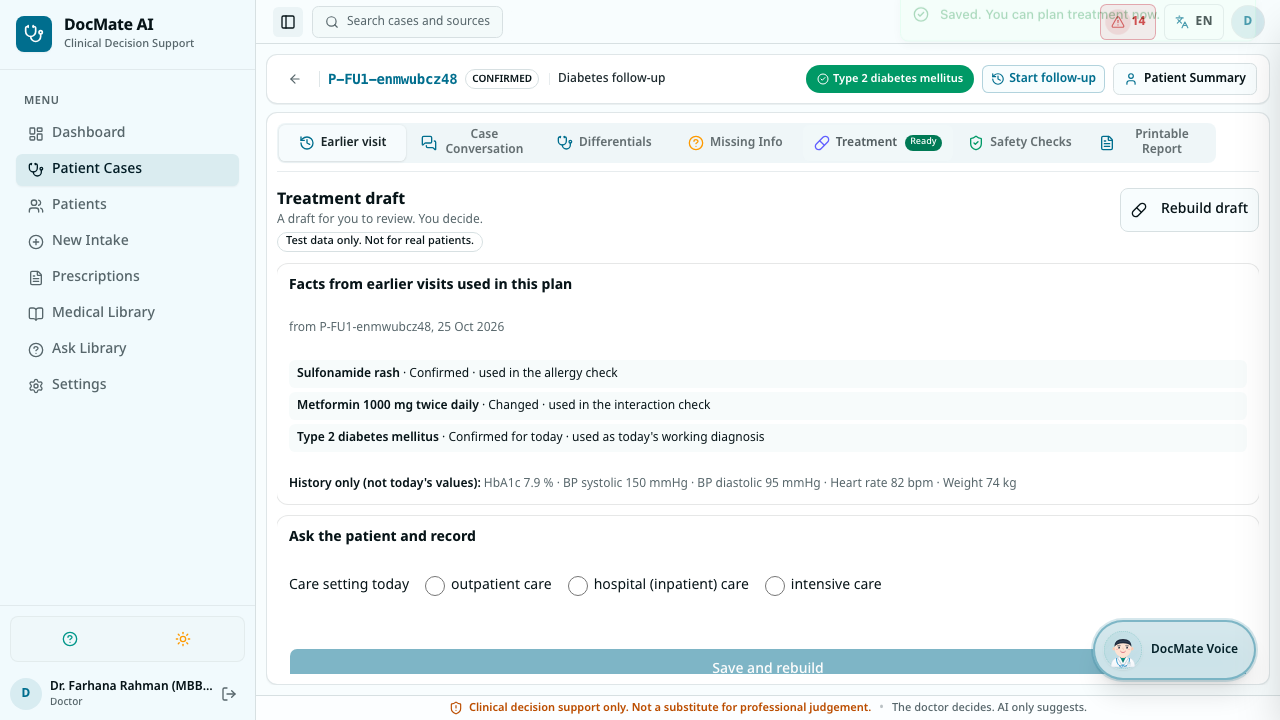 DocMate AI
Clinical Decision Support
MENU
Dashboard
Patient Cases
Patients
New Intake
Prescriptions
Medical Library
Ask Library
Settings
D
Dr. Farhana Rahman (MBB...
Doctor
Search cases and sources
Saved. You can plan treatment now.
14
EN
D
P-FU1-enmwubcz48
CONFIRMED
Diabetes follow-up
Type 2 diabetes mellitus
Start follow-up
Patient Summary
Earlier visit
Case Conversation
Differentials
Missing Info
Treatment
Ready
Safety Checks
Printable Report
Treatment draft
A draft for you to review. You decide.
Test data only. Not for real patients.
Rebuild draft
Facts from earlier visits used in this plan
from P-FU1-enmwubcz48, 25 Oct 2026
Sulfonamide rash · Confirmed · used in the allergy check
Metformin 1000 mg twice daily · Changed · used in the interaction check
Type 2 diabetes mellitus · Confirmed for today · used as today's working diagnosis
History only (not today's values): HbA1c 7.9 % · BP systolic 150 mmHg · BP diastolic 95 mmHg · Heart rate 82 bpm · Weight 74 kg
Ask the patient and record
Care setting today
outpatient care
hospital (inpatient) care
intensive care
Save and rebuild
DocMate Voice
Clinical decision support only. Not a substitute for professional judgement. • The doctor decides. AI only suggests.